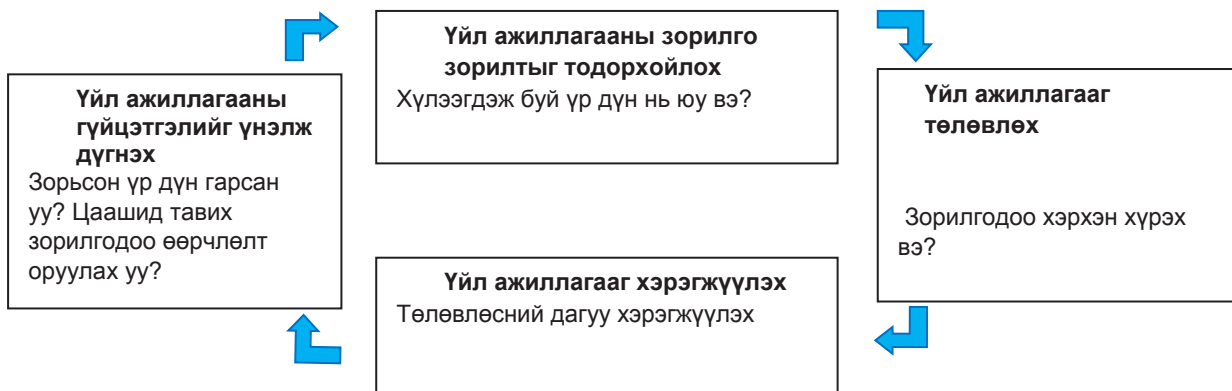 Үйл ажиллагааны зорилго
зорилтыг тодорхойлох
Хүлээгдэж буй үр дүн нь юу вэ?
Үйл ажиллагааг
төлөвлөх
Зорилгодоо хэрхэн хүрэх
вэ?
Үйл ажиллагааг хэрэгжүүлэх
Төлөвлөсний дагуу хэрэгжүүлэх
Үйл ажиллагааны
гүйцэтгэлийг үнэлж
дүгнэх
Зорьсон үр дүн гарсан
уу? Цаашид тавих
зорилгодоо өөрчлөлт
оруулах уу?